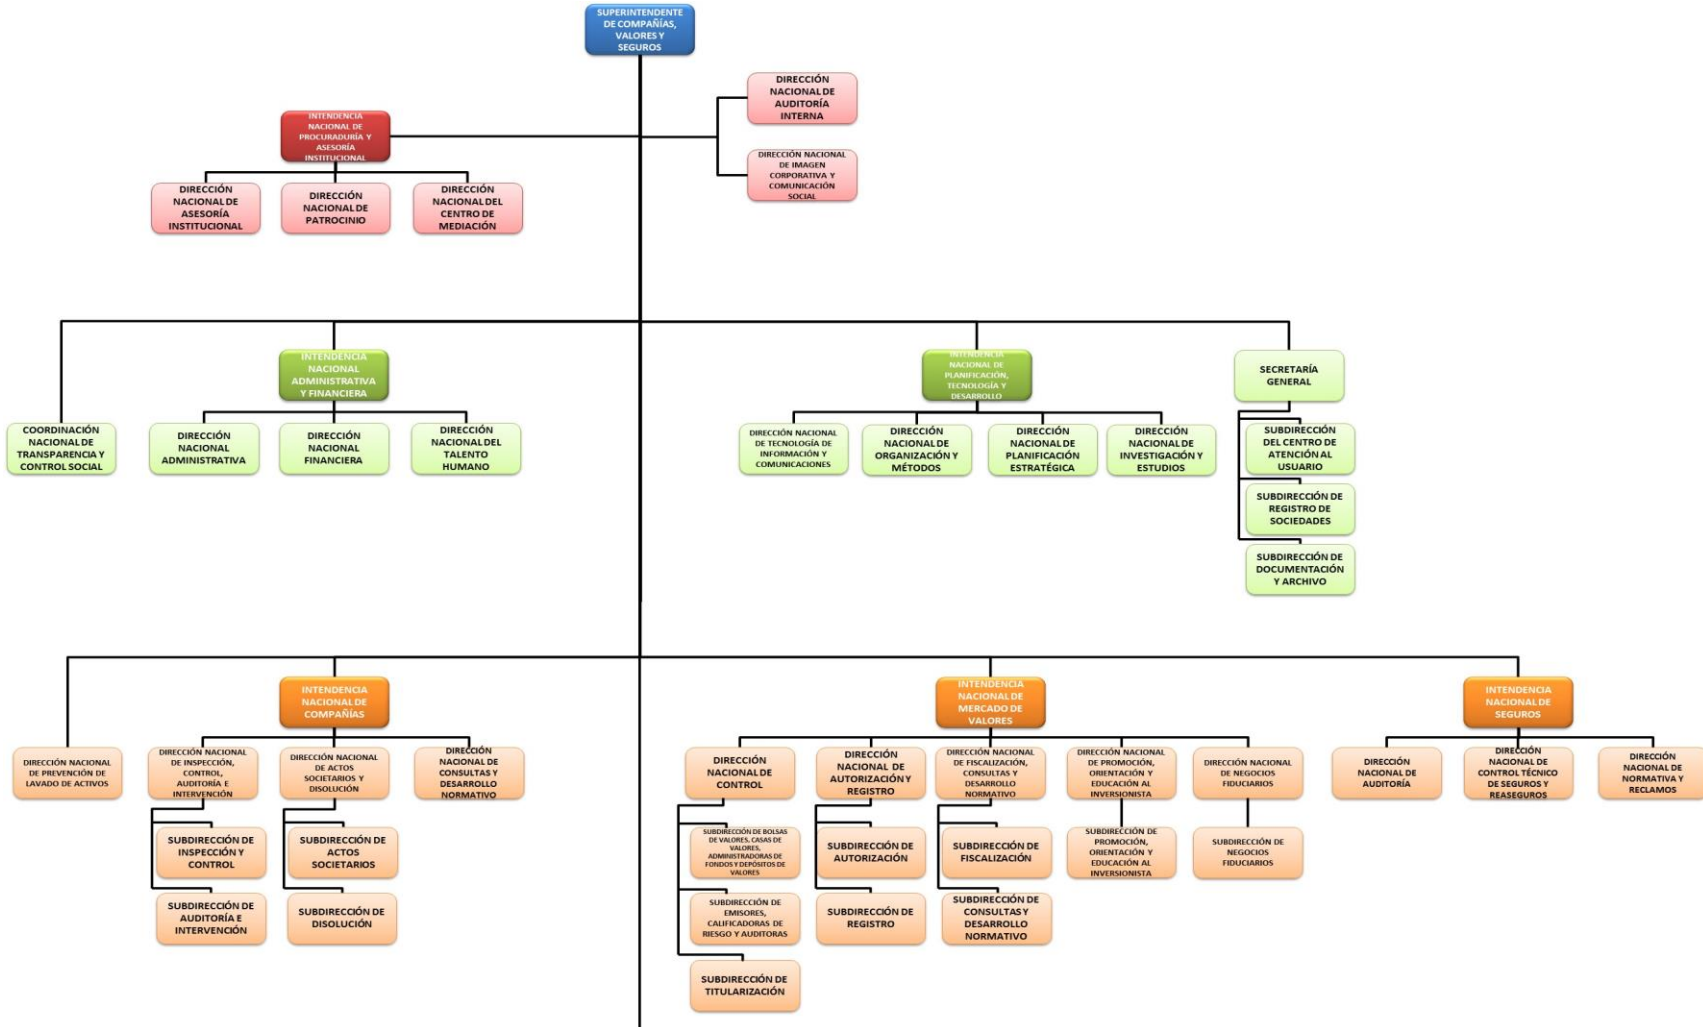 SUPERINTENDENTE
DE COMPAÑÍAS,
VALORES Y
SEGUROS
DIRECCIÓN
NACIONAL DE
AUDITORÍA
INTERNA
INTENDENCIA
NACIONAL DE
PROCURADURÍA Y
ASESORÍA
INSTITUCIONAL
DIRECCIÓN NACIONAL
DE IMAGEN
CORPORATIVA Y
COMUNICACIÓN
SOCIAL
DIRECCIÓN
NACIONAL DE
ASESORÍA
INSTITUCIONAL
DIRECCIÓN
NACIONAL DE
PATROCINIO
DIRECCIÓN
NACIONAL DEL
CENTRO DE
MEDIACIÓN
INTENDENCIA
NACIONAL
ADMINISTRATIVA
Y FINANCIERA
INTENDENCIA
NACIONAL DE
PLANIFICACIÓN,
TECNOLOGÍA Y
DESARROLLO
SECRETARÍA
GENERAL
COORDINACIÓN
NACIONAL DE
TRANSPARENCIA Y
CONTROL SOCIAL
DIRECCIÓN
NACIONAL
ADMINISTRATIVA
DIRECCIÓN
NACIONAL
FINANCIERA
DIRECCIÓN
NACIONAL DEL
TALENTO
HUMANO
DIRECCIÓN NACIONAL
DE TECNOLOGÍA DE
INFORMACIÓN Y
COMUNICACIONES
DIRECCIÓN
NACIONAL DE
ORGANIZACIÓN Y
MÉTODOS
DIRECCIÓN
NACIONAL DE
PLANIFICACIÓN
ESTRATÉGICA
DIRECCIÓN
NACIONAL DE
INVESTIGACIÓN Y
ESTUDIOS
SUBDIRECCIÓN
DEL CENTRO DE
ATENCIÓN AL
USUARIO
SUBDIRECCIÓN DE
REGISTRO DE
SOCIEDADES
SUBDIRECCIÓN DE
DOCUMENTACIÓN
Y ARCHIVO
INTENDENCIA
NACIONAL DE
COMPAÑÍAS
INTENDENCIA
NACIONAL DE
MERCADO DE
VALORES
INTENDENCIA
NACIONAL DE
SEGUROS
DIRECCIÓN NACIONAL
DE PREVENCIÓN DE
LAVADO DE ACTIVOS
DIRECCIÓN NACIONAL
DE INSPECCIÓN,
CONTROL,
AUDITORÍA E
INTERVENCIÓN
DIRECCIÓN NACIONAL
DE ACTOS
SOCIETARIOS Y
DISOLUCIÓN
DIRECCIÓN
NACIONAL DE
CONSULTAS Y
DESARROLLO
NORMATIVO
DIRECCIÓN
NACIONAL DE
CONTROL
DIRECCIÓN
NACIONAL DE
AUTORIZACIÓN Y
REGISTRO
DIRECCIÓN NACIONAL
DE FISCALIZACIÓN,
CONSULTAS Y
DESARROLLO
NORMATIVO
DIRECCIÓN NACIONAL
DE PROMOCIÓN,
ORIENTACIÓN Y
EDUCACIÓN AL
INVERSIONISTA
DIRECCIÓN NACIONAL
DE NEGOCIOS
FIDUCIARIOS
DIRECCIÓN
NACIONAL DE
AUDITORÍA
DIRECCIÓN
NACIONAL DE
CONTROL TÉCNICO
DE SEGUROS Y
REASEGUROS
DIRECCIÓN
NACIONAL DE
NORMATIVA Y
RECLAMOS
SUBDIRECCIÓN DE
INSPECCIÓN Y
CONTROL
SUBDIRECCIÓN DE
ACTOS
SOCIETARIOS
SUBDIRECCIÓN DE BOLSAS
DE VALORES, CASAS DE
VALORES,
ADMINISTRADORAS DE
FONDOS Y DEPÓSITOS DE
VALORES
SUBDIRECCIÓN DE
AUTORIZACIÓN
SUBDIRECCIÓN DE
FISCALIZACIÓN
SUBDIRECCIÓN DE
PROMOCIÓN,
ORIENTACIÓN Y
EDUCACIÓN AL
INVERSIONISTA
SUBDIRECCIÓN DE
NEGOCIOS
FIDUCIARIOS
SUBDIRECCIÓN DE
AUDITORÍA E
INTERVENCIÓN
SUBDIRECCIÓN DE
DISOLUCIÓN
SUBDIRECCIÓN DE
EMISORES,
CALIFICADORAS DE
RIESGO Y AUDITORAS
SUBDIRECCIÓN DE
REGISTRO
SUBDIRECCIÓN DE
CONSULTAS Y
DESARROLLO
NORMATIVO
SUBDIRECCIÓN DE
TITULARIZACIÓN